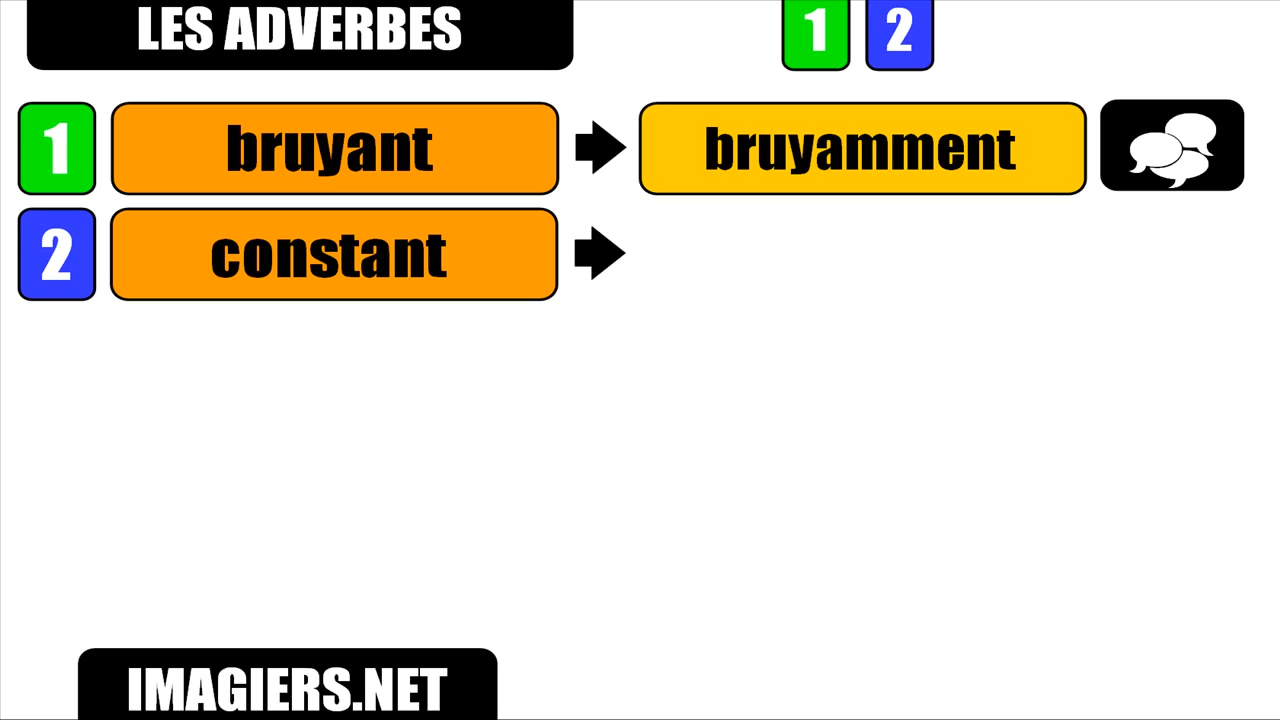 LES ADVERBES
1 2
1 bruyant bruyamment
2 constant
IMAGIERS.NET